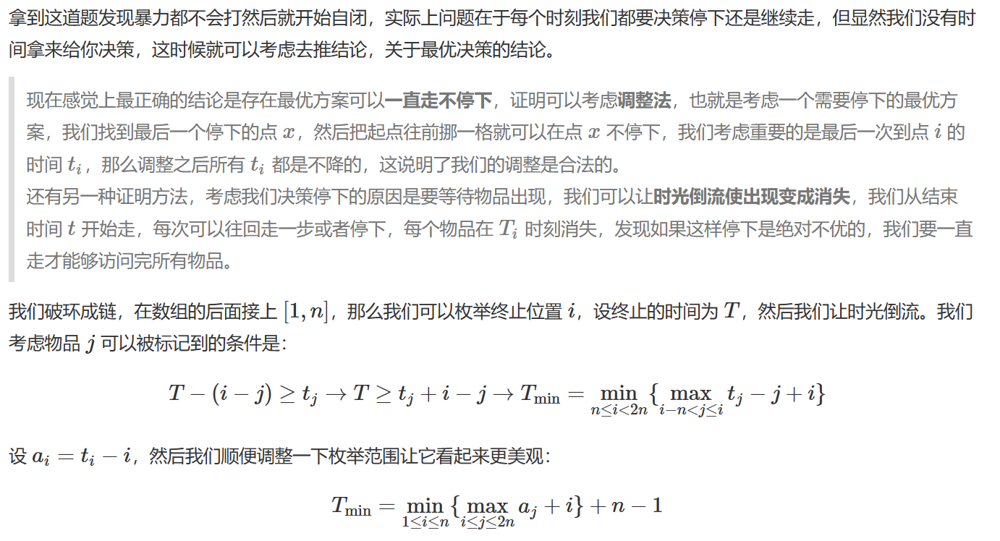 拿到这道题发现暴力都不会打然后就开始自闭，实际上问题在于每个时刻我们都要决策停下还是继续走，但显然我们没有时
间拿来给你决策，这时候就可以考虑去推结论，关于最优决策的结论。
现在感觉上最正确的结论是存在最优方案可以一直走不停下，证明可以考虑调整法，也就是考虑一个需要停下的最优方
案，我们找到最后一个停下的点 x，然后把起点往前挪一格就可以在点 x 不停下，我们考虑重要的是最后一次到点 i 的
时间 t_i，那么调整之后所有 t_i 都是不降的，这说明了我们的调整是合法的。
还有另一种证明方法，考虑我们决策停下的原因是要等待物品出现，我们可以让时光倒流使出现变成消失，我们从结束
时间 t 开始走，每次可以往回走一步或者停下，每个物品在 T_i 时刻消失，发现如果这样停下是绝对不优的，我们要一直
走才能够访问完所有物品。
我们破环成链，在数组的后面接上 [1, n]，那么我们可以枚举终止位置 i，设终止的时间为 T，然后我们让时光倒流。我们
考虑物品 j 可以被标记到的条件是：
T − (i − j) ≥ t_j → T ≥ t_j + i − j → T_min = min_{n≤i<2n} { max_{i−n<j≤i} t_j − j + i}
设 a_i = t_i − i，然后我们顺便调整一下枚举范围让它看起来更美观：
T_min = min_{1≤i≤n} { max_{i≤j≤2n} a_j + i} + n − 1